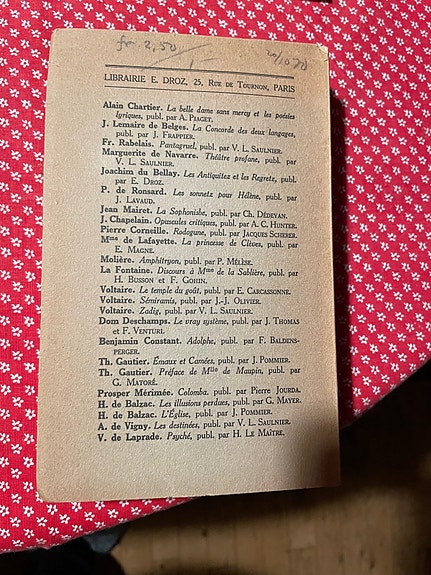 fr 2,50
LIBRAIRIE E. DROZ, 25, RUE DE TOURNON, PARIS
Alain Chartier. La belle dame sans mercy et les poésies
lyriques, publ. par A. PIAGET.
J. Lemaire de Belges. La Concorde des deux langages,
publ. par J. FRAPPIER.
Fr. Rabelais. Pantagruel, publ. par V. L. SAULNIER.
Marguerite de Navarre. Théâtre profane, publ. par
V. L. SAULNIER.
Joachim du Bellay. Les Antiquitez et les Regretz, publ.
par E. DROZ.
P. de Ronsard. Les sonnetz pour Hélène, publ. par
J. LAVAUD.
Jean Mairet. La Sophonisbe, publ. par CH. DÉDÉYAN.
J. Chapelain. Opuscules critiques, publ. par A. C. HUNTER.
Pierre Corneille. Rodogune, publ. par JACQUES SCHERER.
Mme de Lafayette. La princesse de Clèves, publ. par
E. MAGNE.
Molière. Amphitryon, publ. par P. MÉLÈSE.
La Fontaine. Discours à Mme de la Sablière, publ. par
H. BUSSON et F. GOHIN.
Voltaire. Le temple du goût, publ. par E. CARCASSONNE.
Voltaire. Sémiramis, publ. par J.-J. OLIVIER.
Voltaire. Zadig, publ. par V. L. SAULNIER.
Dom Deschamps. Le vray système, publ. par J. THOMAS
et F. VENTURI.
Benjamin Constant. Adolphe, publ. par F. BALDENS-
PERGER.
Th. Gautier. Émaux et Camées, publ. par J. POMMIER.
Th. Gautier. Préface de Mlle de Maupin, publ. par
G. MATORÉ.
Prosper Mérimée. Colomba, publ. par PIERRE JOURDA.
H. de Balzac. Les illusions perdues, publ. par G. MAYER.
H. de Balzac. L'Église, publ. par J. POMMIER.
A. de Vigny. Les destinées, publ. par V. L. SAULNIER.
V. de Laprade. Psyché, publ. par H. LE MAÎTRE.